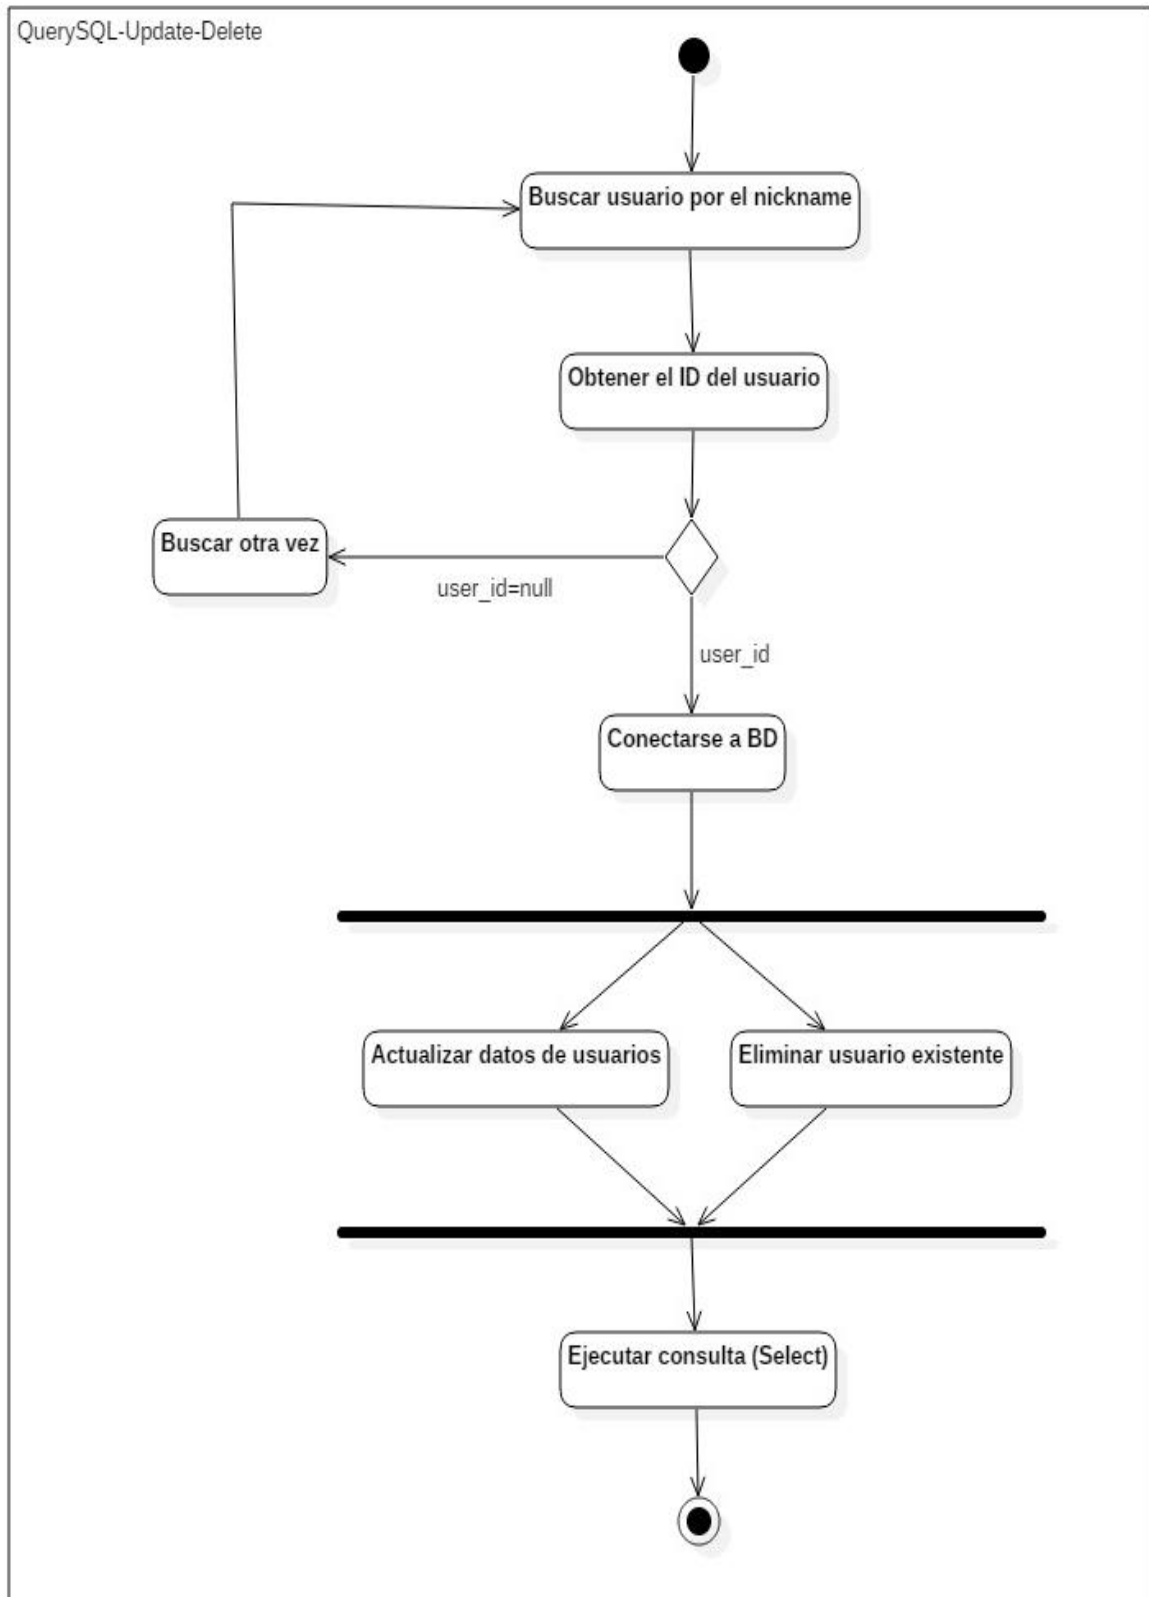 QuerySQL-Update-Delete
Buscar usuario por el nickname
Obtener el ID del usuario
Buscar otra vez
user_id=null
user_id
Conectarse a BD
Actualizar datos de usuarios
Eliminar usuario existente
Ejecutar consulta (Select)